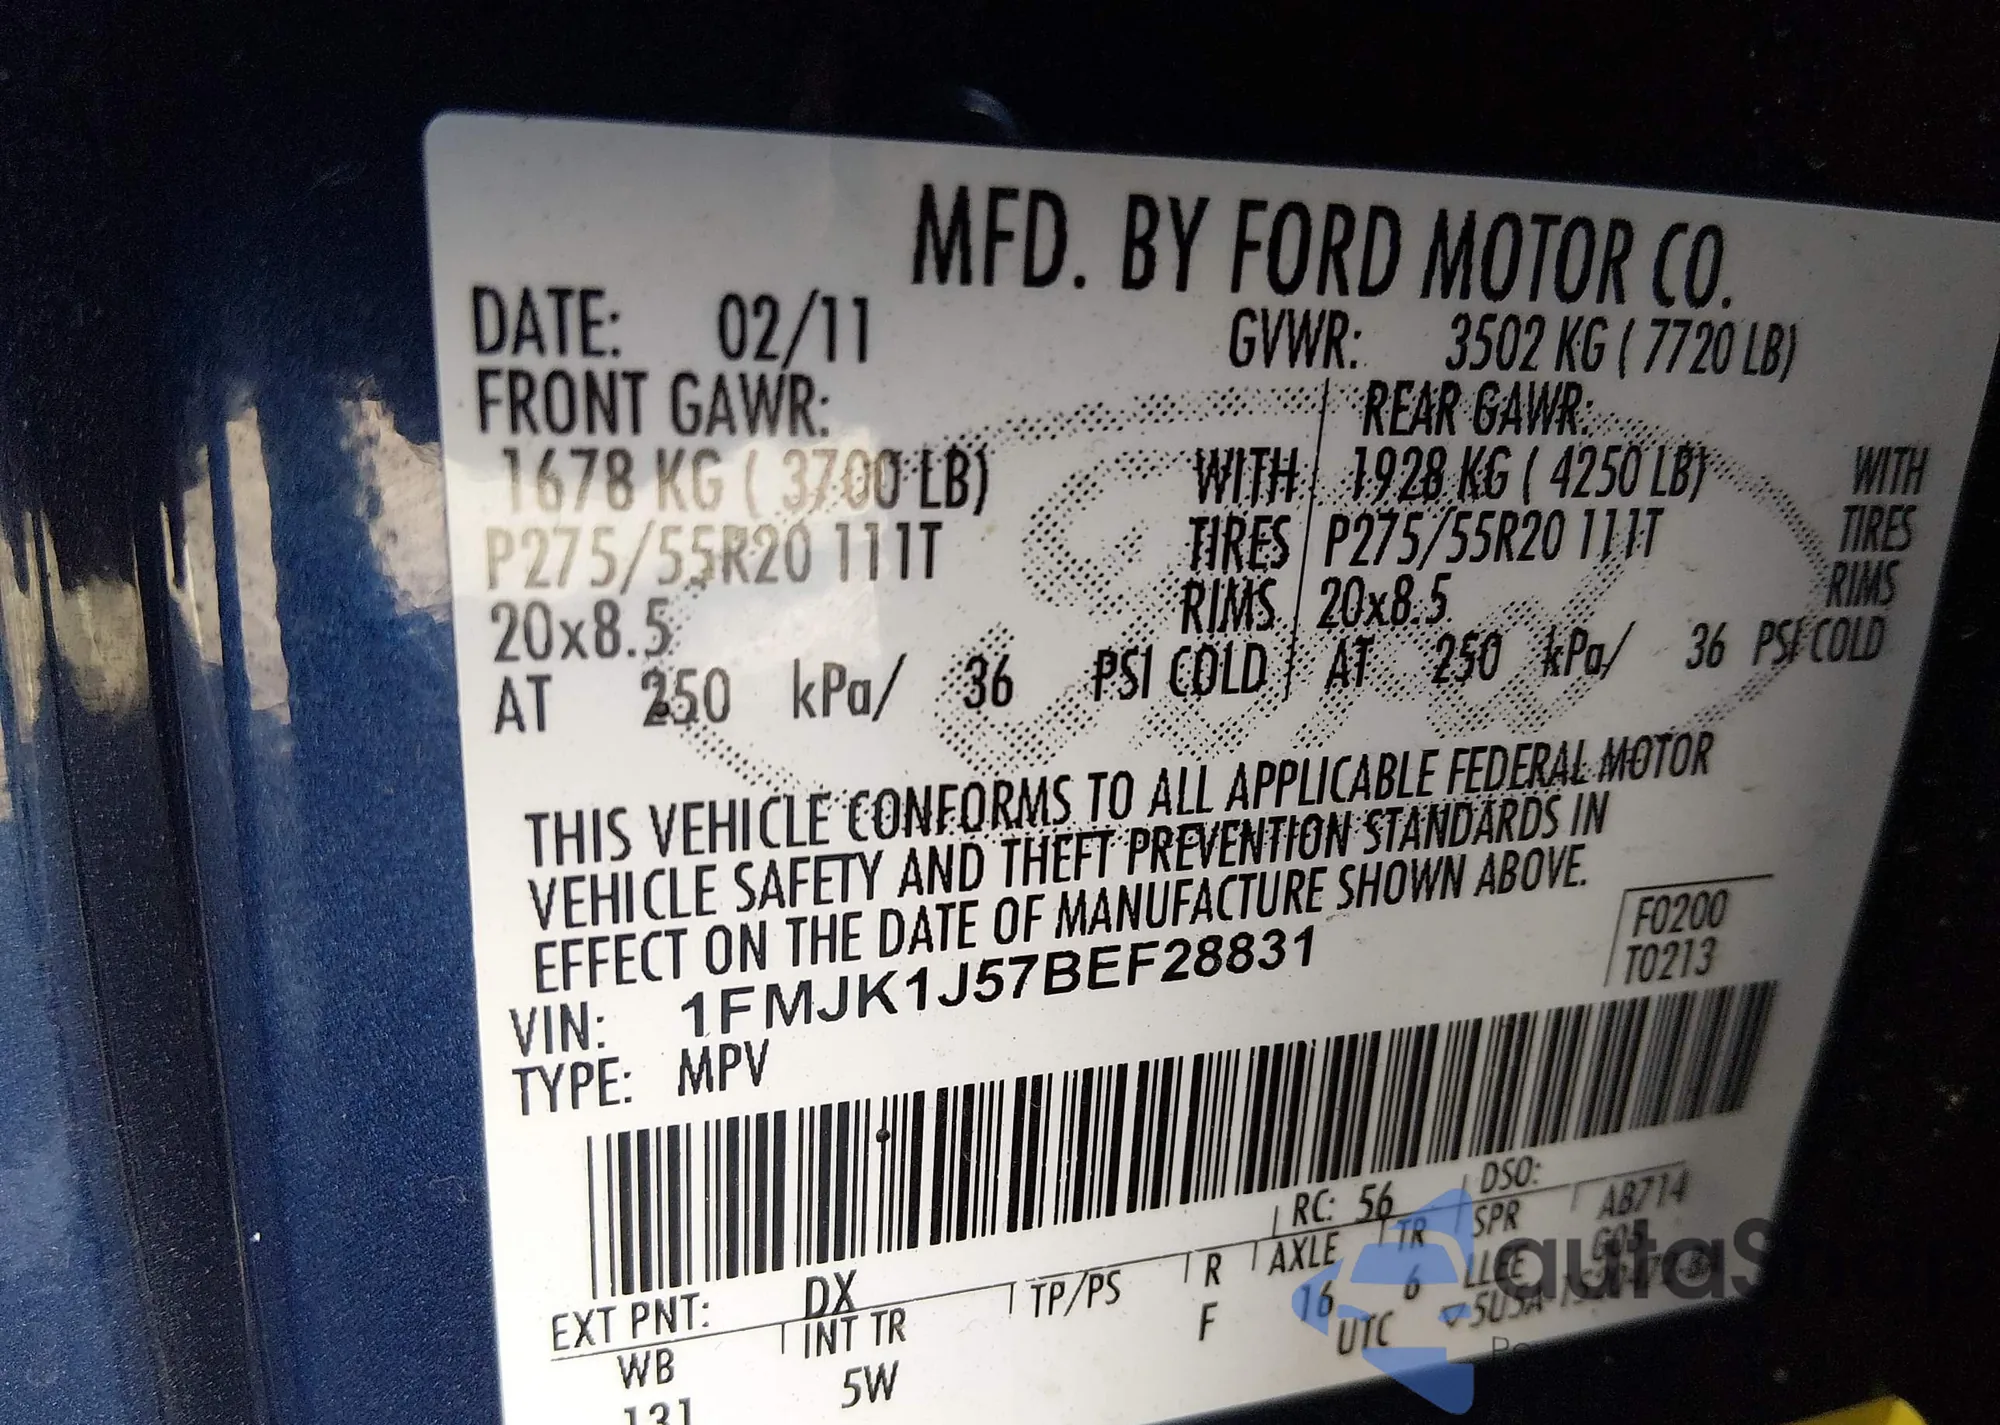 MFD. BY FORD MOTOR CO.
DATE: 02/11 GVWR: 3502 KG ( 7720 LB)
FRONT GAWR: REAR GAWR:
1678 KG ( 3700 LB) WITH 1928 KG ( 4250 LB) WITH
P275/55R20 111T TIRES P275/55R20 111T TIRES
20x8.5 RIMS 20x8.5 RIMS
AT 250 kPa/ 36 PSI COLD AT 250 kPa/ 36 PSI COLD
THIS VEHICLE CONFORMS TO ALL APPLICABLE FEDERAL MOTOR
VEHICLE SAFETY AND THEFT PREVENTION STANDARDS IN
EFFECT ON THE DATE OF MANUFACTURE SHOWN ABOVE.
F0200
T0213
VIN: 1FMJK1J57BEF28831
TYPE: MPV
EXT PNT: DX RC: 56 DSO:
WB INT TR TP/PS R AXLE TR SPR AB714
131 5W F 16 6 LLEE
UTC